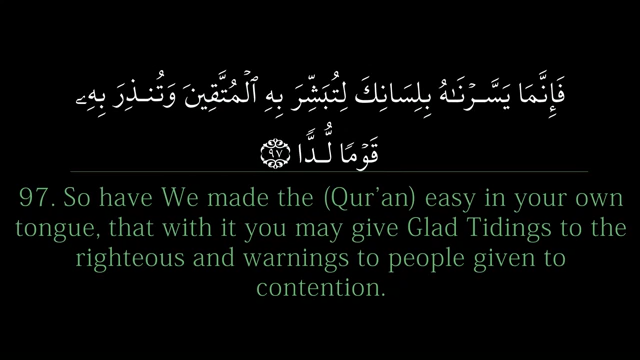 فَإِنَّمَا يَسَّرْنَٰهُ بِلِسَانِكَ لِتُبَشِّرَ بِهِ ٱلْمُتَّقِينَ وَتُنذِرَ بِهِۦ
قَوْمًا لُّدًّا ۝٩٧
97. So have We made the (Qur’an) easy in your own
tongue, that with it you may give Glad Tidings to the
righteous and warnings to people given to
contention.